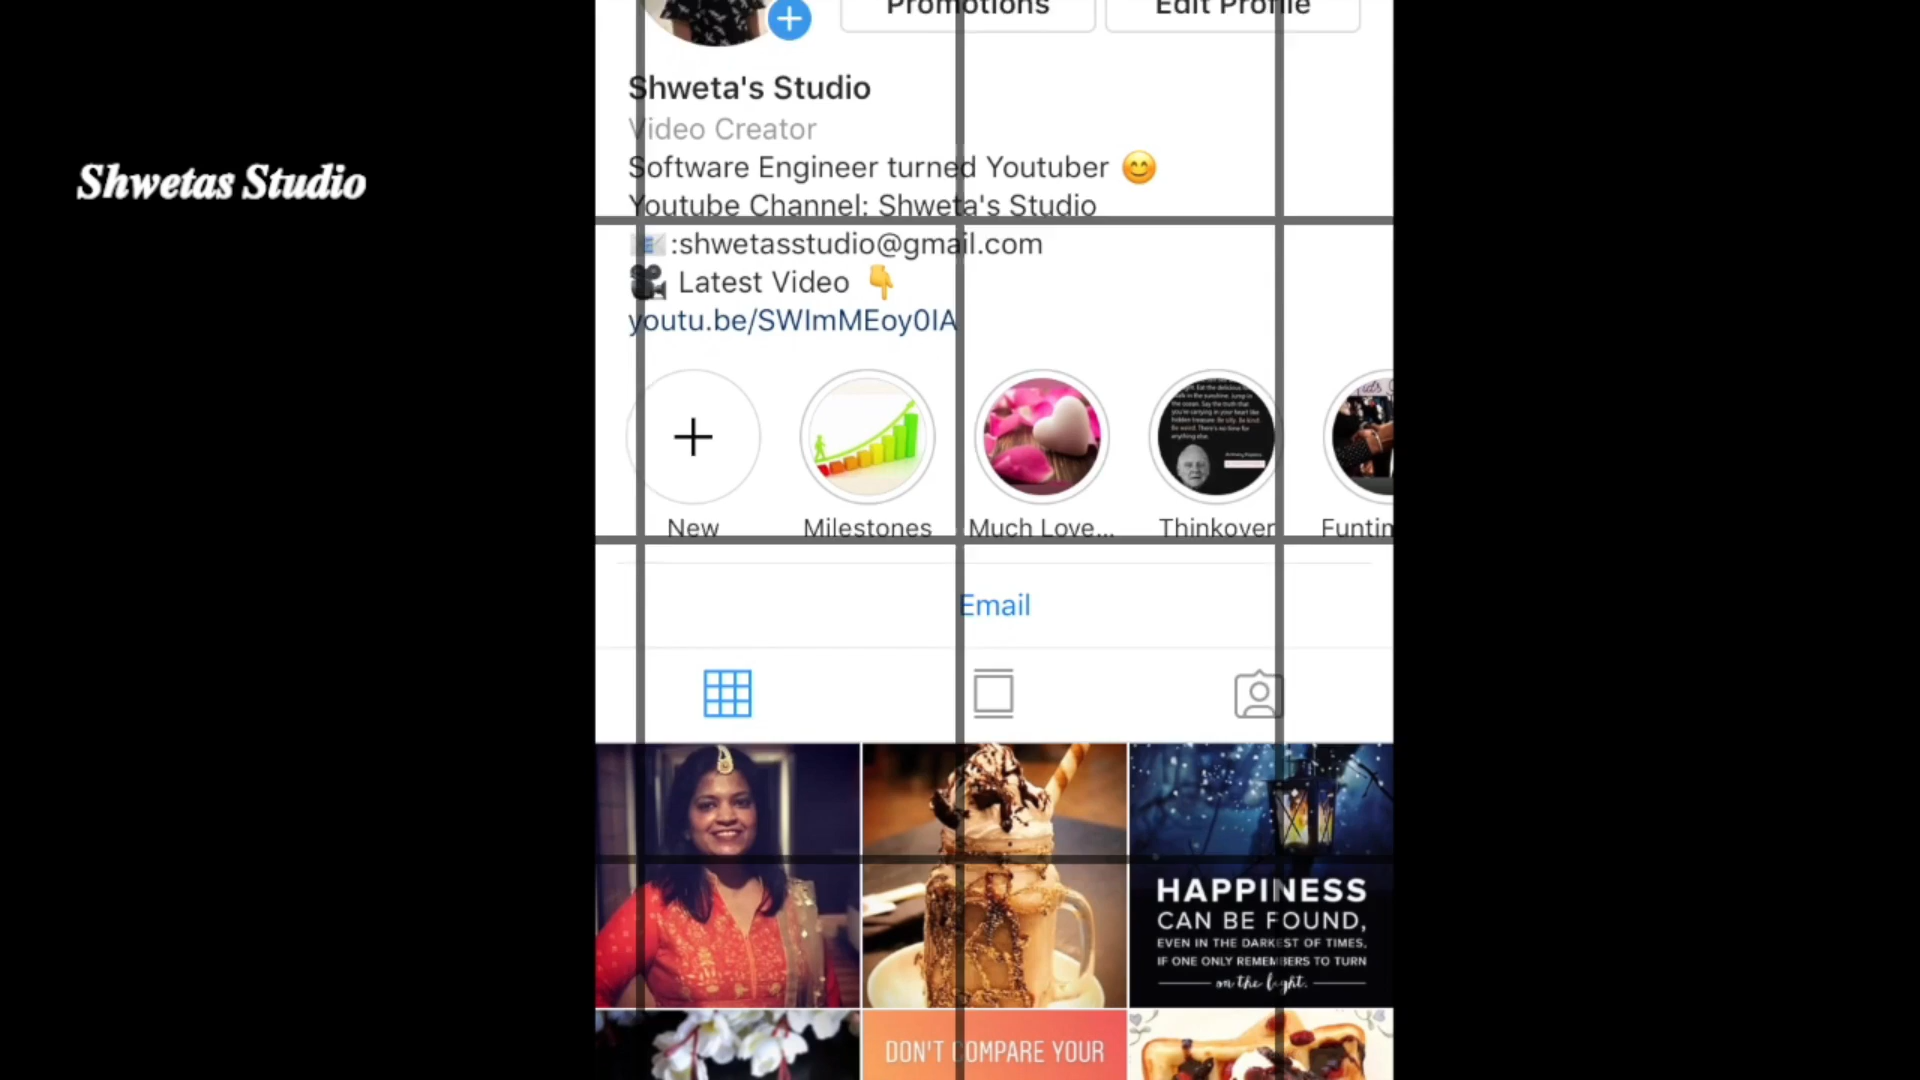 Promotions
Edit Profile
Shweta's Studio
Video Creator
Software Engineer turned Youtuber 😊
Youtube Channel: Shweta's Studio
📧:shwetasstudio@gmail.com
🎥 Latest Video 👇
youtu.be/SWImMEoy0IA
Shwetas Studio
New
Milestones
Much Love...
Thinkover
Funtim
Email
HAPPINESS
CAN BE FOUND,
EVEN IN THE DARKEST OF TIMES,
IF ONE ONLY REMEMBERS TO TURN
on the light.
DON'T COMPARE YOUR